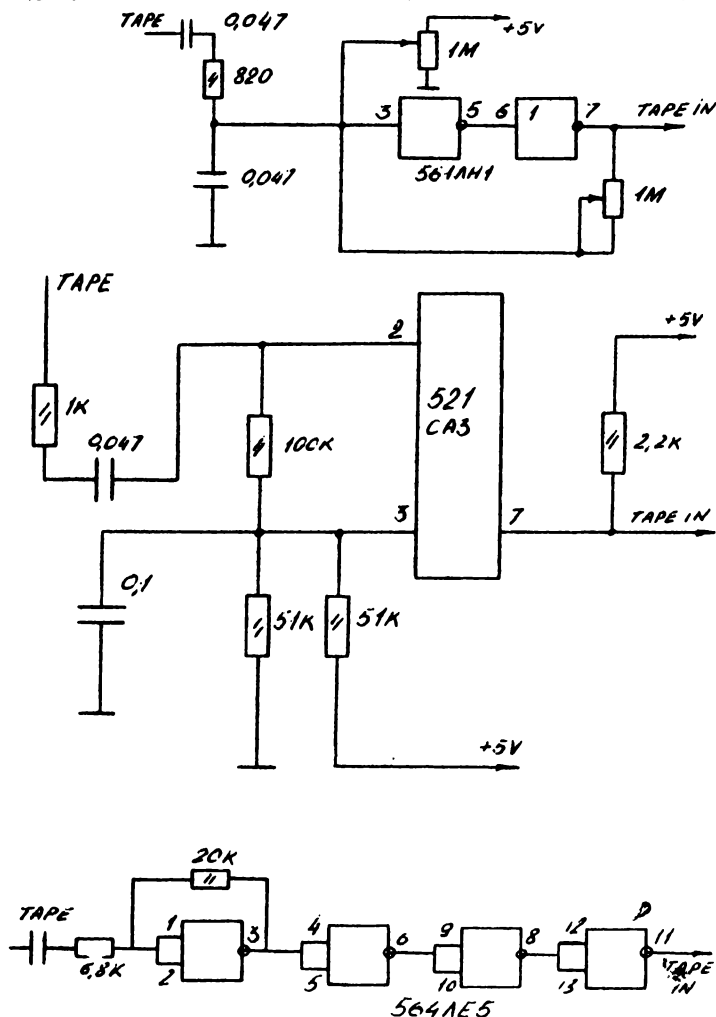 TAPE 0,047
+5V
1M
820
3 5 6 1 7 TAPE IN
561ЛН1
0,047
1M
TAPE
2
+5V
521
CA3
1K
100K
2,2K
0,047
3 7 TAPE IN
0,1
51K 51K
+5V
20K
TAPE
1 3 4 6 9 8 12 D 11
2 5 10 13
6,8K
TAPE
IN
564ЛЕ5